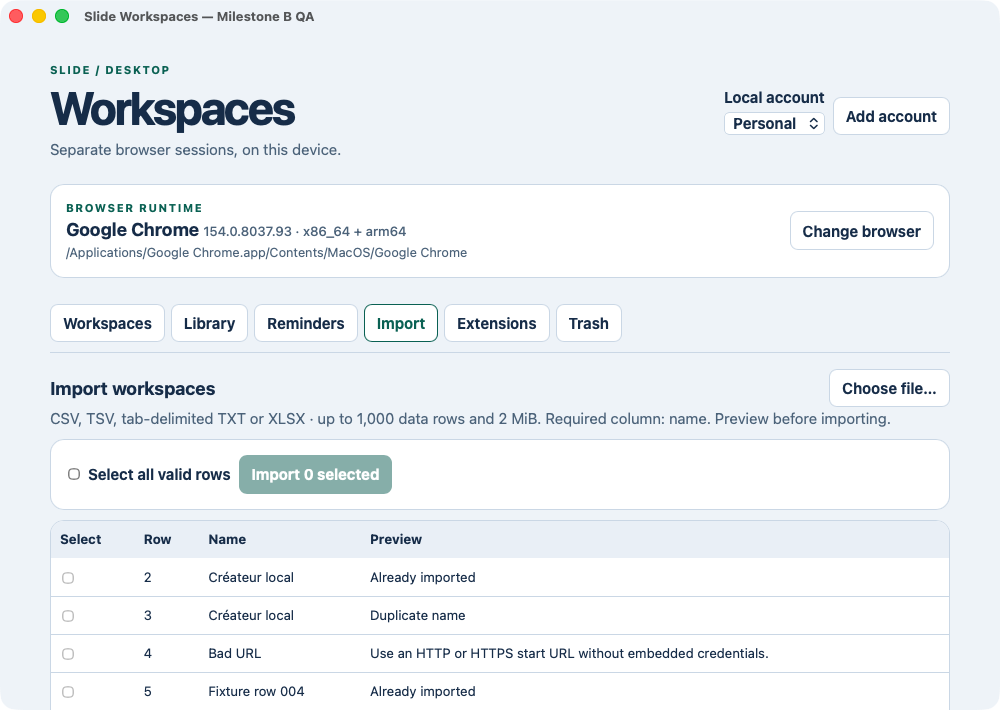 Slide Workspaces — Milestone B QA
SLIDE / DESKTOP
Workspaces
Separate browser sessions, on this device.
Local account
Personal
Add account
BROWSER RUNTIME
Google Chrome 154.0.8037.93 · x86_64 + arm64
/Applications/Google Chrome.app/Contents/MacOS/Google Chrome
Change browser
Workspaces Library Reminders Import Extensions Trash
Import workspaces
Choose file...
CSV, TSV, tab-delimited TXT or XLSX · up to 1,000 data rows and 2 MiB. Required column: name. Preview before importing.
Select all valid rows Import 0 selected
Select Row Name Preview
2 Créateur local Already imported
3 Créateur local Duplicate name
4 Bad URL Use an HTTP or HTTPS start URL without embedded credentials.
5 Fixture row 004 Already imported